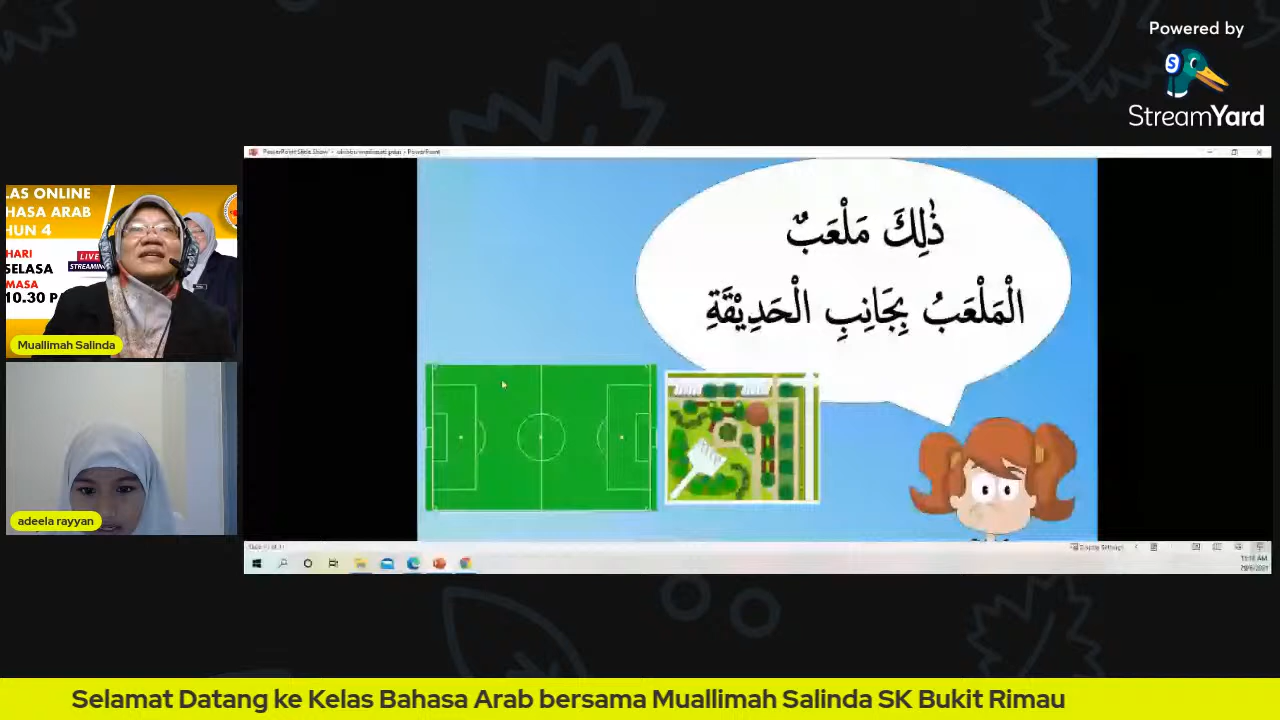 Powered by
StreamYard
ذٰلِكَ مَلْعَبٌ
الْمَلْعَبُ بِجَانِبِ الْحَدِيْقَةِ
LAS ONLINE
HASA ARAB
HUN 4
HARI
SELASA
MASA
10.30 P
LIVE
STREAMING
Muallimah Salinda
adeela rayyan
Selamat Datang ke Kelas Bahasa Arab bersama Muallimah Salinda SK Bukit Rimau